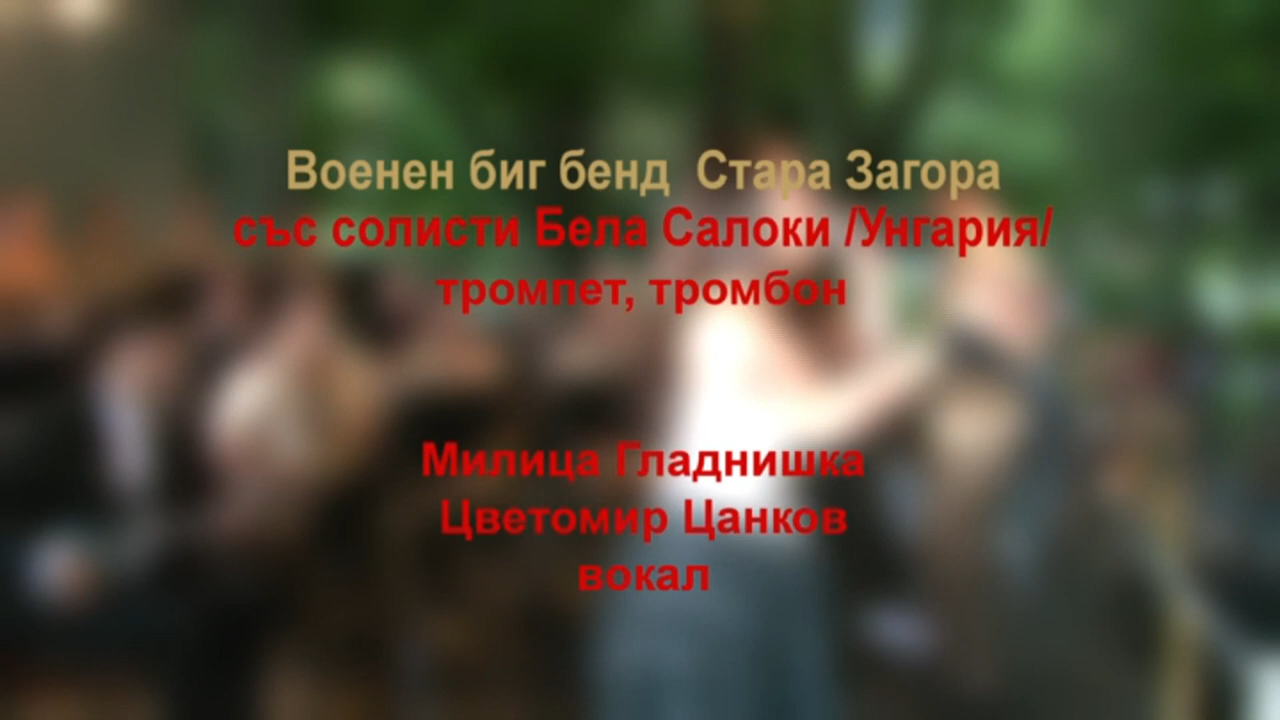 Военен биг бенд Стара Загора
със солисти Бела Салоки /Унгария/
тромпет, тромбон
Милица Гладнишка
Цветомир Цанков
вокал